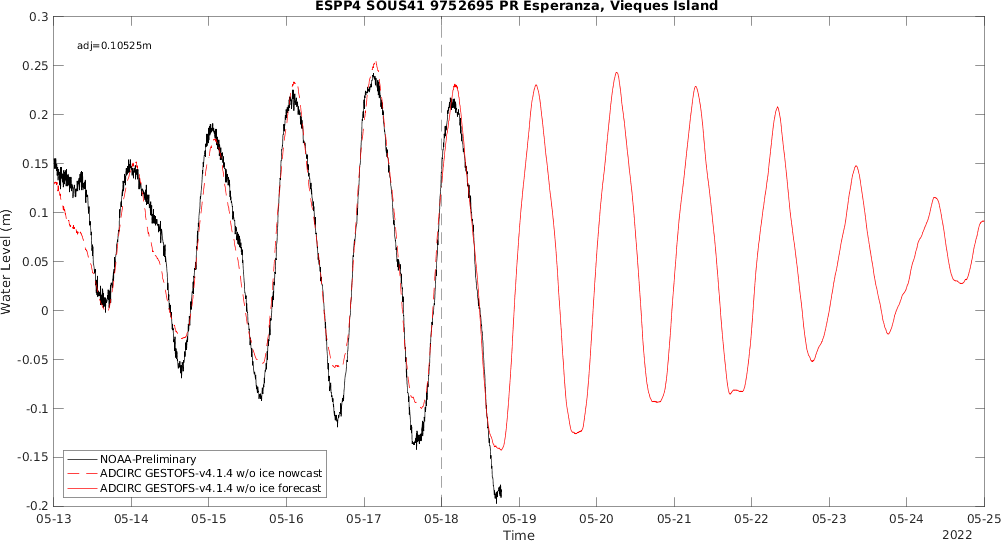 ESPP4 SOUS41 9752695 PR Esperanza, Vieques Island
0.3
0.25
0.2
0.15
0.1
0.05
0
-0.05
-0.1
-0.15
-0.2
Water Level (m)
adj=0.10525m
NOAA-Preliminary
ADCIRC GESTOFS-v4.1.4 w/o ice nowcast
ADCIRC GESTOFS-v4.1.4 w/o ice forecast
05-13 05-14 05-15 05-16 05-17 05-18 05-19 05-20 05-21 05-22 05-23 05-24 05-25
Time
2022